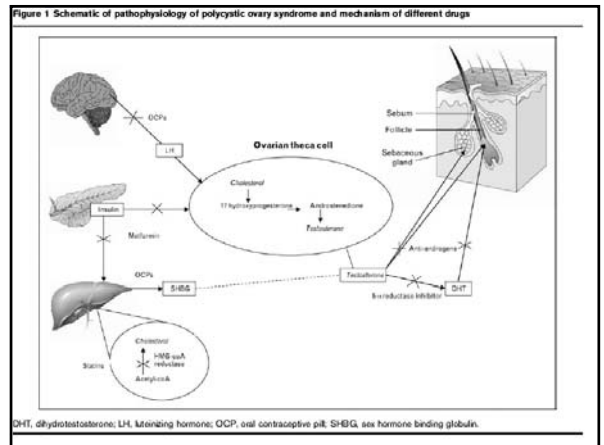 Figure 1 Schematic of pathophysiology of polycystic ovary syndrome and mechanism of different drugs
OCPs
LH
Ovarian theca cell
Cholesterol
17 hydroxyprogesterone
Androstenedione
Testosterone
Sebum
Follicle
Sebaceous
gland
Insulin
Metformin
OCPs
SHBG
Testosterone
Anti-androgens
5-α reductase inhibitor
DHT
Statins
Cholesterol
HMG-coA
reductase
Acetyl-coA
DHT, dihydrotestosterone; LH, luteinizing hormone; OCP, oral contraceptive pill; SHBG, sex hormone binding globulin.